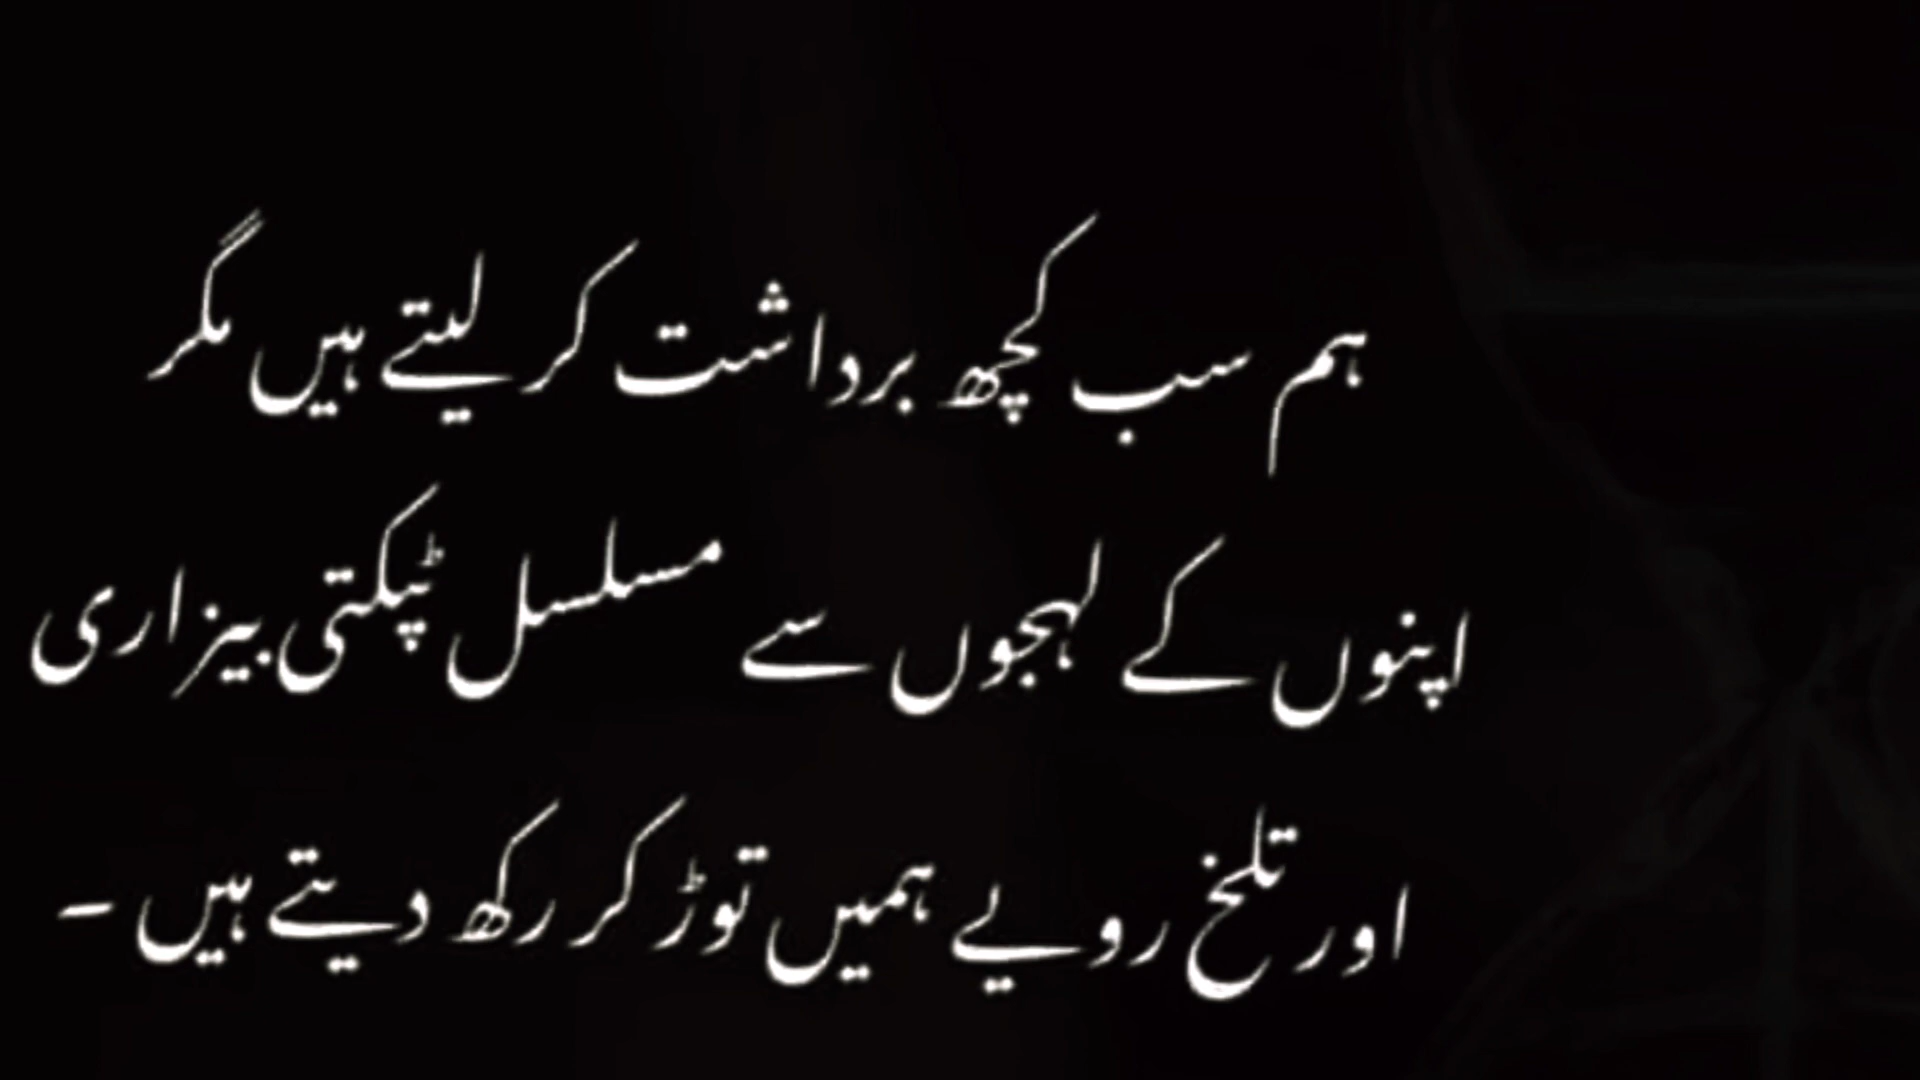 ہم سب کچھ برداشت کر لیتے ہیں مگر
اپنوں کے لہجوں سے مسلسل ٹپکتی بیزاری
اور تلخ رویے ہمیں توڑ کر رکھ دیتے ہیں ۔